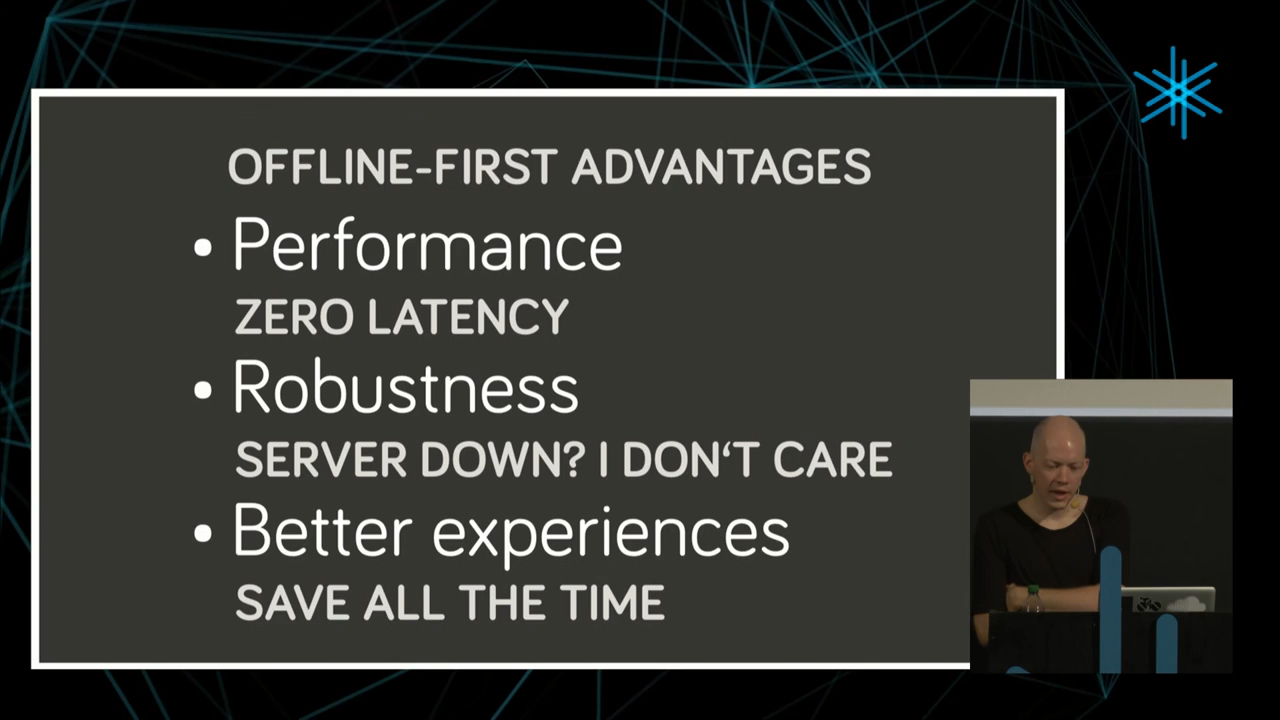 OFFLINE-FIRST ADVANTAGES
• Performance
ZERO LATENCY
• Robustness
SERVER DOWN? I DON‘T CARE
• Better experiences
SAVE ALL THE TIME